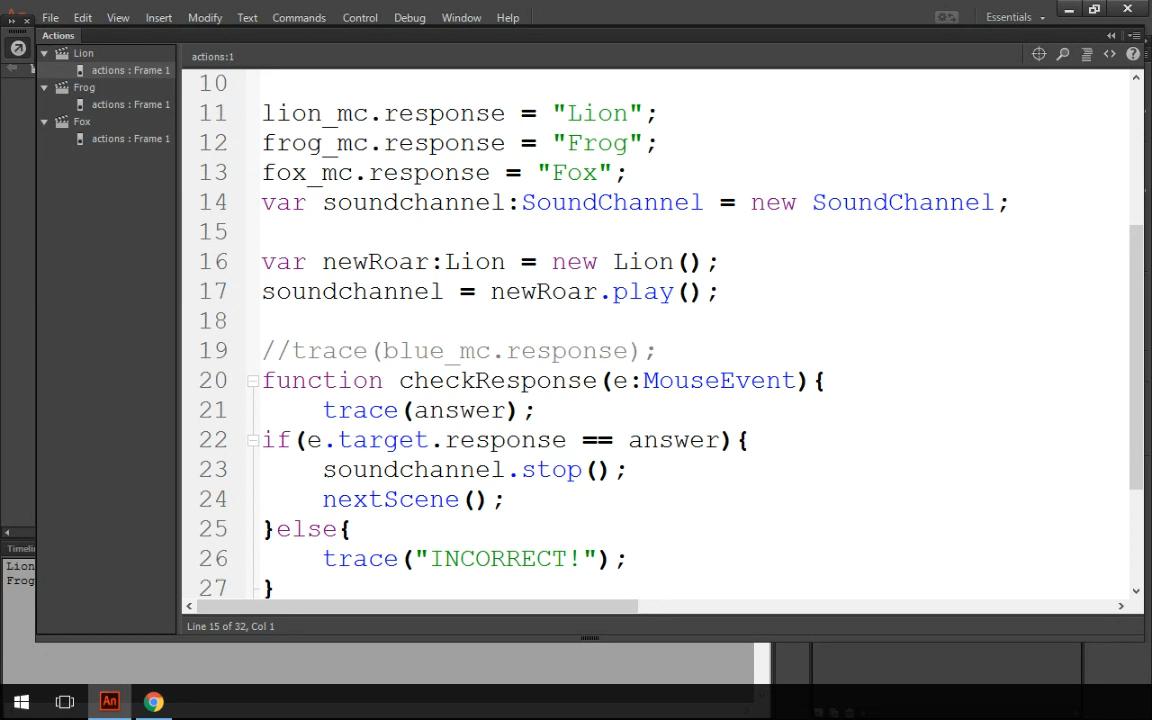 File Edit View Insert Modify Text Commands Control Debug Window Help
Essentials
Actions
Lion
actions : Frame 1
Frog
actions : Frame 1
Fox
actions : Frame 1
actions:1
10
11 lion_mc.response = "Lion";
12 frog_mc.response = "Frog";
13 fox_mc.response = "Fox";
14 var soundchannel:SoundChannel = new SoundChannel;
15
16 var newRoar:Lion = new Lion();
17 soundchannel = newRoar.play();
18
19 //trace(blue_mc.response);
20 function checkResponse(e:MouseEvent){
21 trace(answer);
22 if(e.target.response == answer){
23 soundchannel.stop();
24 nextScene();
25 }else{
26 trace("INCORRECT!");
27 }
Line 15 of 32, Col 1
Timeli
Lion
Frog
An